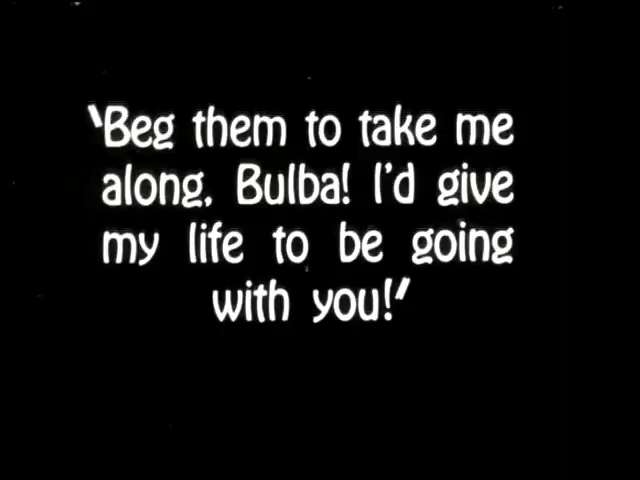 "Beg them to take me
along, Bulba! I'd give
my life to be going
with you!"